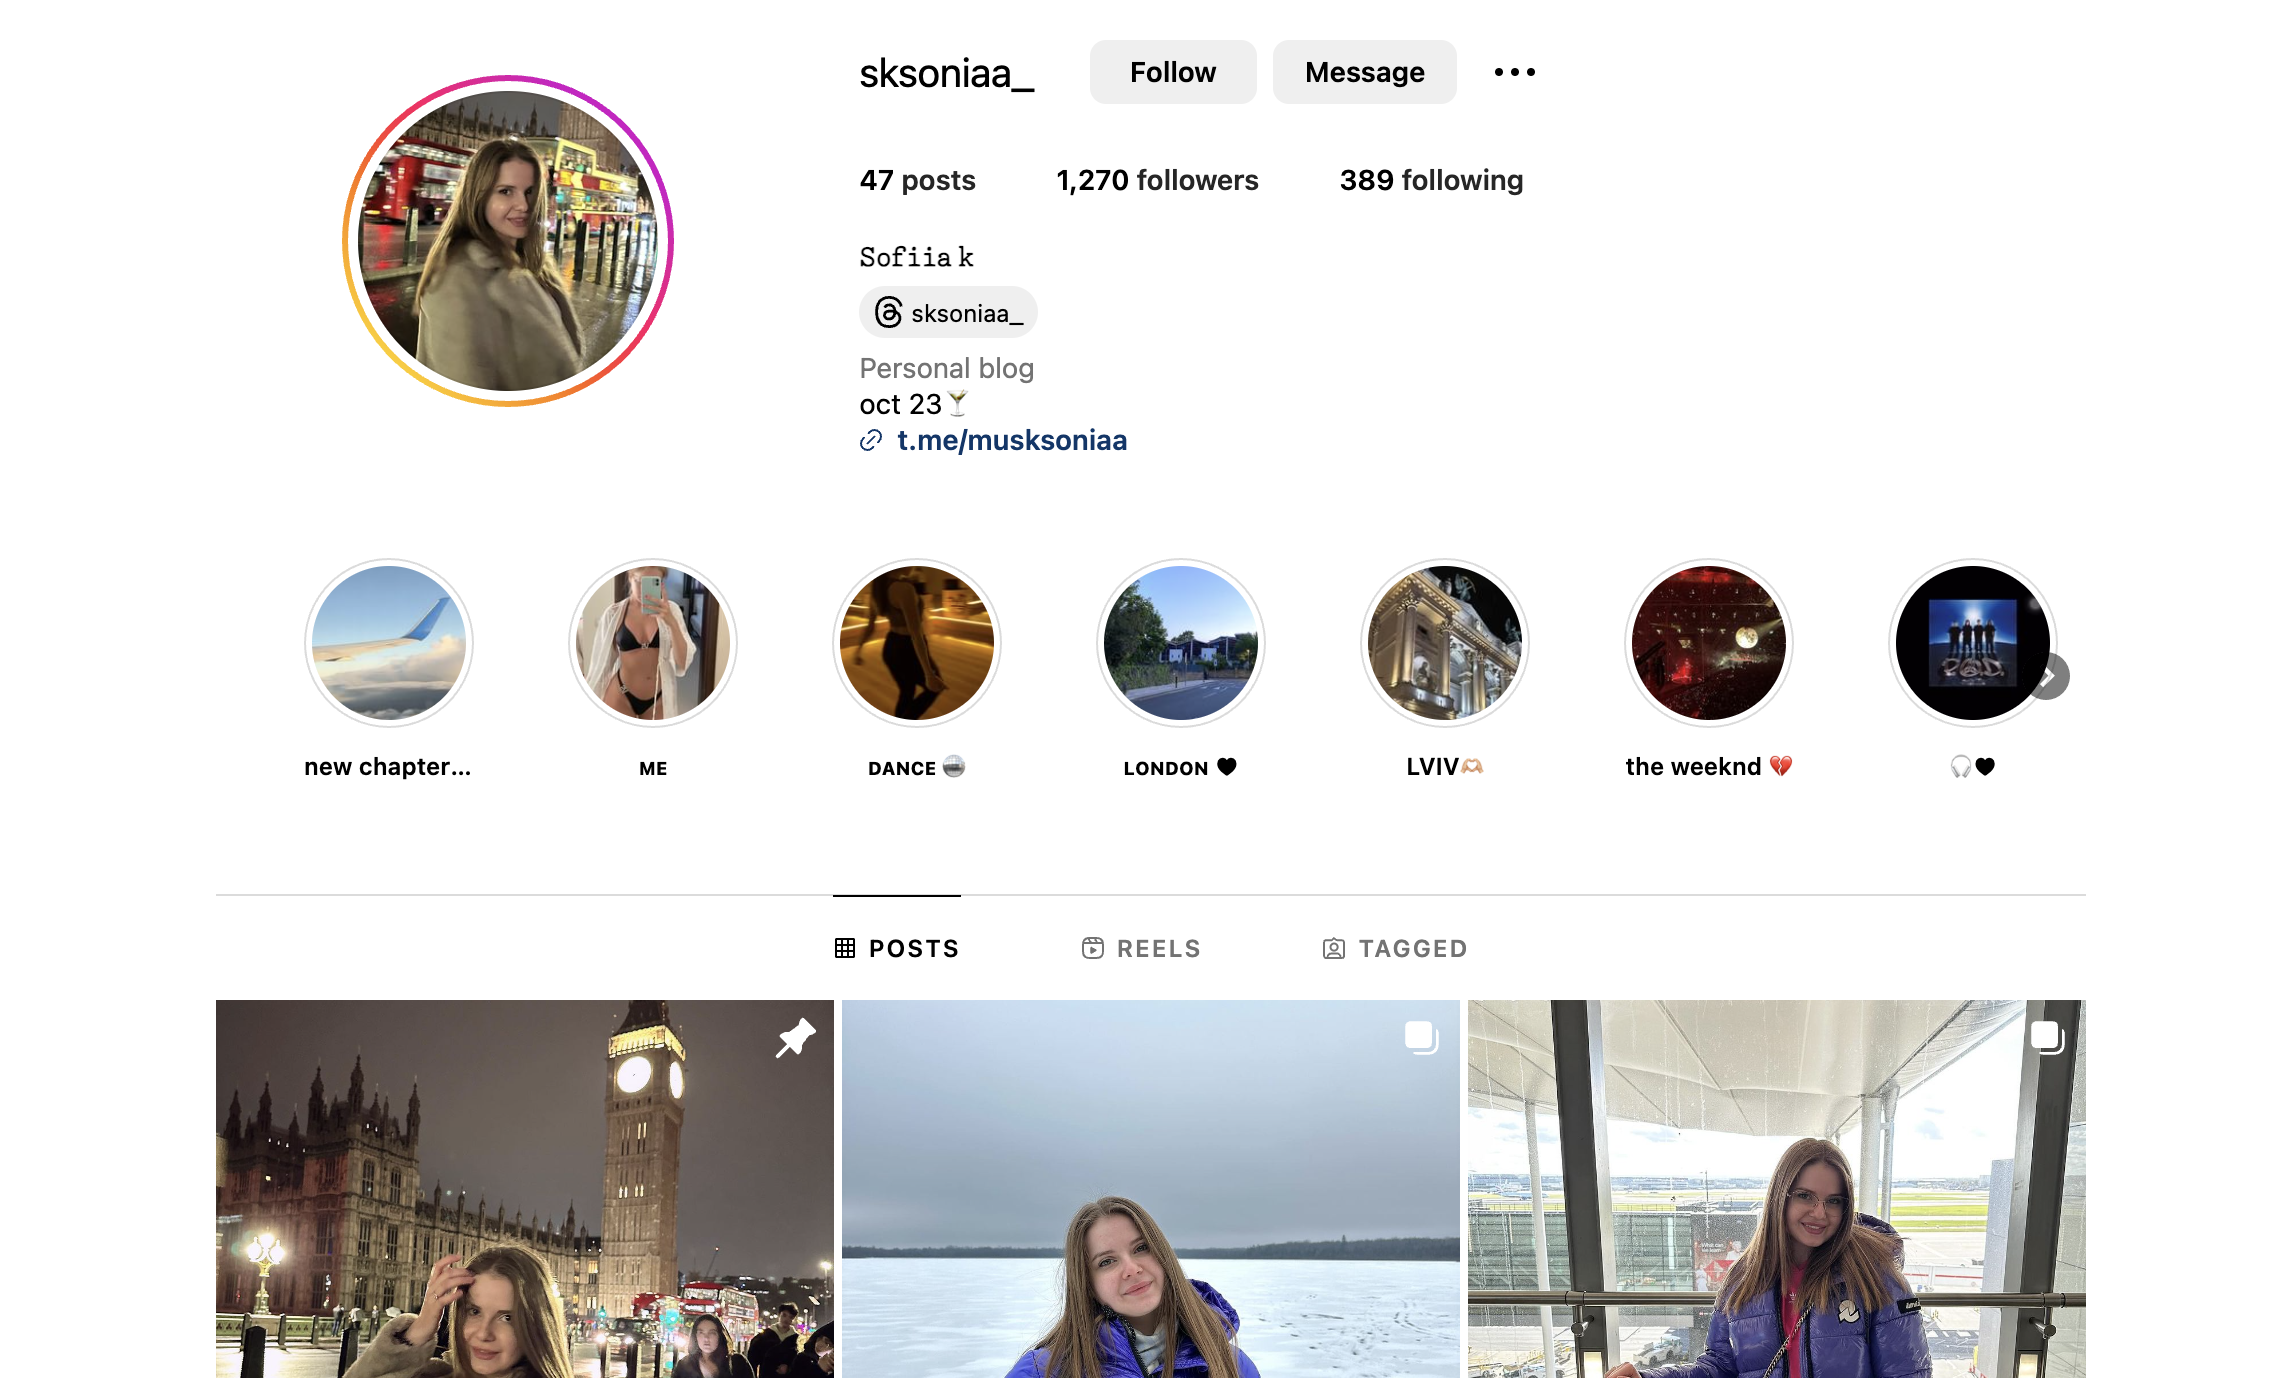 sksoniaa_ Follow Message
47 posts 1,270 followers 389 following
Sofiia k
sksoniaa_
Personal blog
oct 23🍸
t.me/musksoniaa
P.O.D.
new chapter... ME DANCE 🪩 LONDON 🖤 LVIV🫶🏼 the weeknd 💔 🎧🖤
POSTS REELS TAGGED